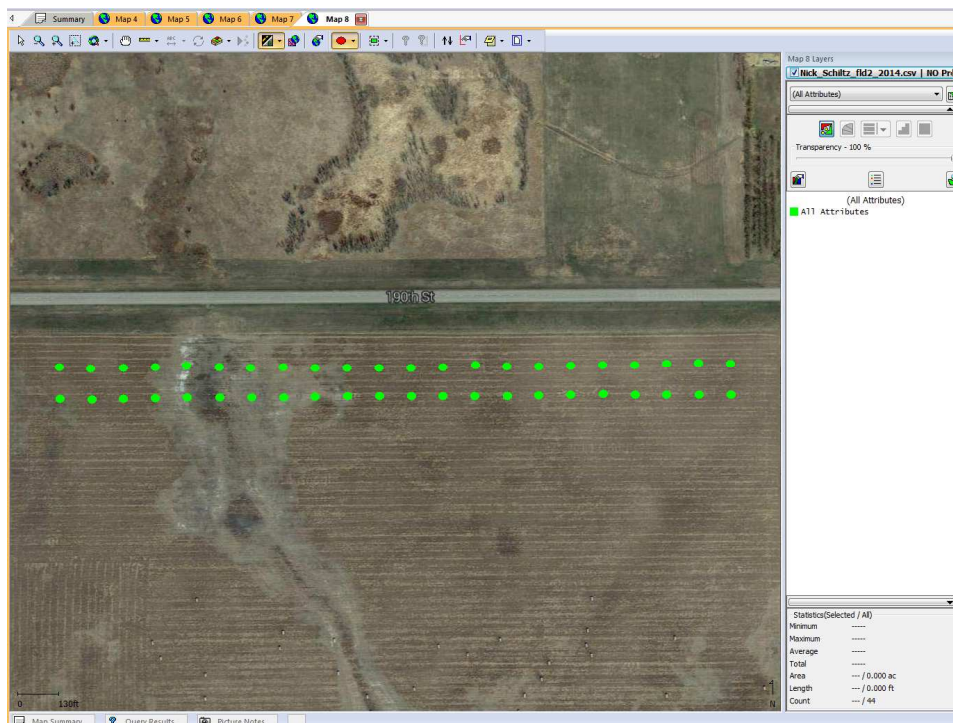 Summary Map 4 Map 5 Map 6 Map 7 Map 8
Map 8 Layers
Nick_Schiltz_fld2_2014.csv | NO Pr
(All Attributes)
Transparency - 100 %
(All Attributes)
All Attributes
190th St
Statistics(Selected / All)
Minimum -----
Maximum -----
Average -----
Total -----
Area --- / 0.000 ac
Length --- / 0.000 ft
Count --- / 44
0 130ft
N
Map Summary Query Results Picture Notes